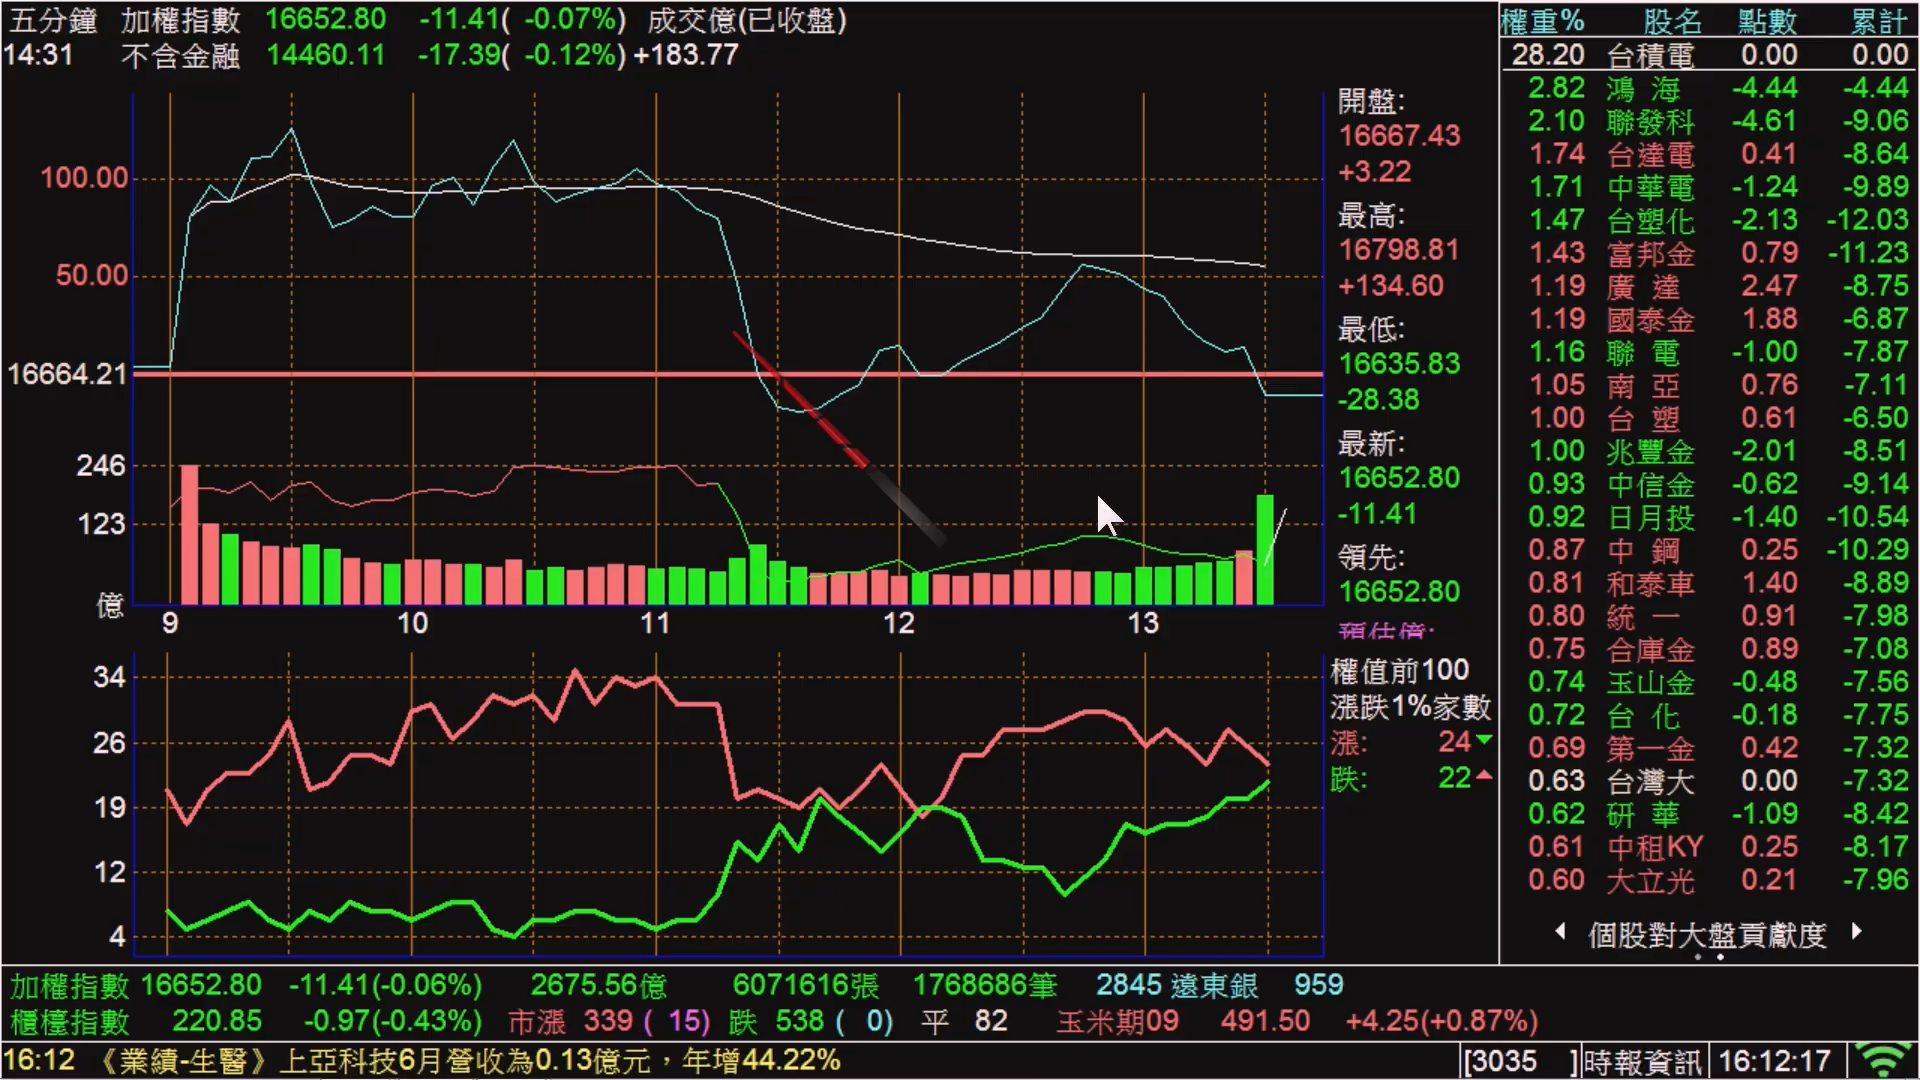 五分鐘 加權指數 16652.80 -11.41( -0.07%) 成交億(已收盤)
14:31 不含金融 14460.11 -17.39( -0.12%) +183.77
100.00
50.00
16664.21
246
123
億
9 10 11 12 13
開盤:
16667.43
+3.22
最高:
16798.81
+134.60
最低:
16635.83
-28.38
最新:
16652.80
-11.41
領先:
16652.80
預估億:
34
26
19
12
4
權值前100
漲跌1%家數
漲: 24
跌: 22
權重% 股名 點數 累計
28.20 台積電 0.00 0.00
2.82 鴻海 -4.44 -4.44
2.10 聯發科 -4.61 -9.06
1.74 台達電 0.41 -8.64
1.71 中華電 -1.24 -9.89
1.47 台塑化 -2.13 -12.03
1.43 富邦金 0.79 -11.23
1.19 廣達 2.47 -8.75
1.19 國泰金 1.88 -6.87
1.16 聯電 -1.00 -7.87
1.05 南亞 0.76 -7.11
1.00 台塑 0.61 -6.50
1.00 兆豐金 -2.01 -8.51
0.93 中信金 -0.62 -9.14
0.92 日月投 -1.40 -10.54
0.87 中鋼 0.25 -10.29
0.81 和泰車 1.40 -8.89
0.80 統一 0.91 -7.98
0.75 合庫金 0.89 -7.08
0.74 玉山金 -0.48 -7.56
0.72 台化 -0.18 -7.75
0.69 第一金 0.42 -7.32
0.63 台灣大 0.00 -7.32
0.62 研華 -1.09 -8.42
0.61 中租KY 0.25 -8.17
0.60 大立光 0.21 -7.96
個股對大盤貢獻度
加權指數 16652.80 -11.41(-0.06%) 2675.56億 6071616張 1768686筆 2845 遠東銀 959
櫃檯指數 220.85 -0.97(-0.43%) 市漲 339 ( 15) 跌 538 ( 0) 平 82 玉米期09 491.50 +4.25(+0.87%)
16:12 《業績-生醫》上亞科技6月營收為0.13億元，年增44.22% [3035 ] 時報資訊 16:12:17